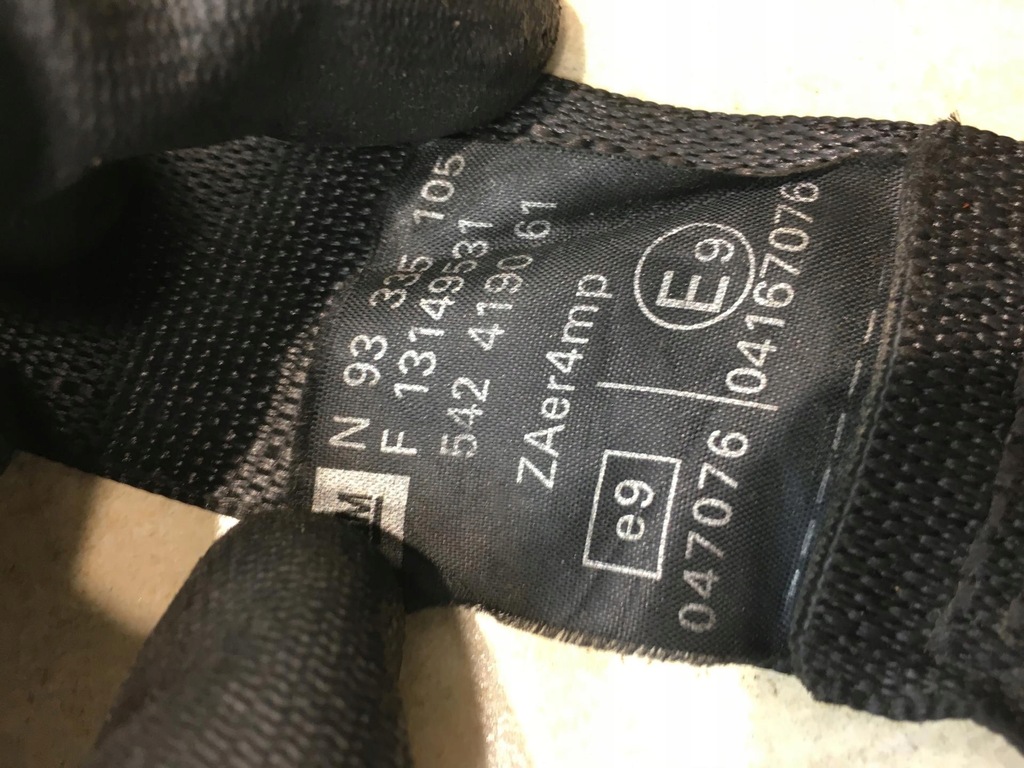 N 93 335 105
F 13149531
542 4190 61
ZAer4mp
e9
E9
047076
04167076